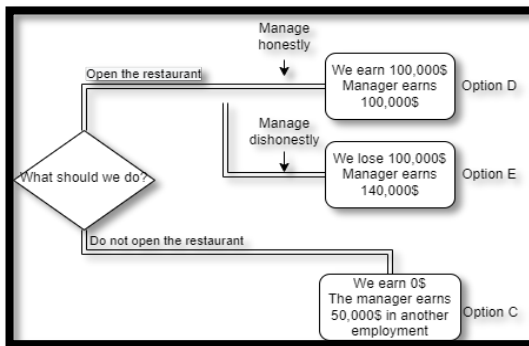 Manage
honestly
Open the restaurant
We earn 100,000$
Manager earns
100,000$
Option D
Manage
dishonestly
We lose 100,000$
Manager earns
140,000$
Option E
What should we do?
Do not open the restaurant
We earn 0$
The manager earns
50,000$ in another
employment
Option C